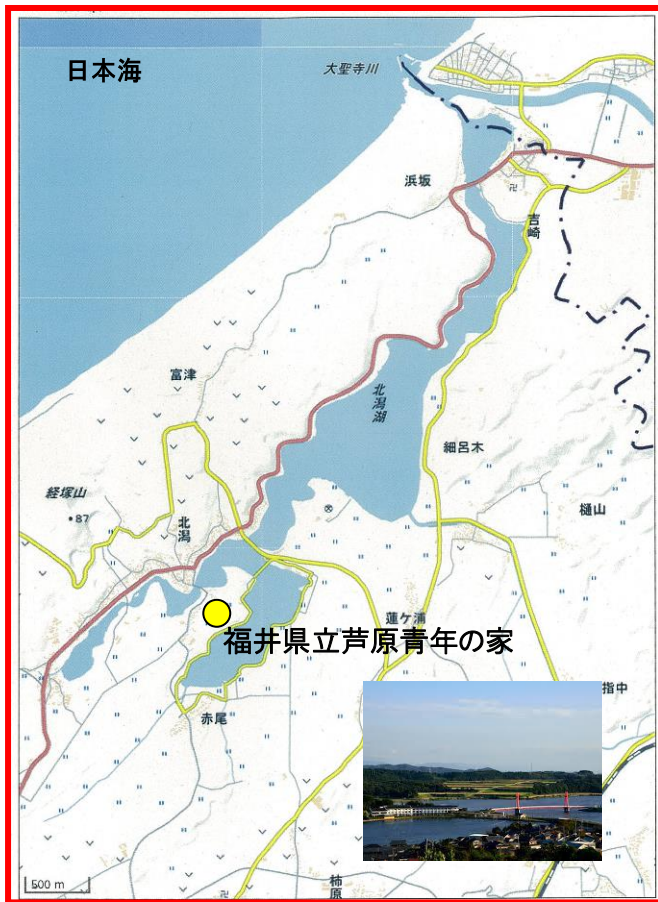 日本海
大聖寺川
浜坂
吉崎
富津
北潟湖
細呂木
経塚山
・87
北潟
樋山
蓮ケ浦
福井県立芦原青年の家
指中
赤尾
柿原
500 m